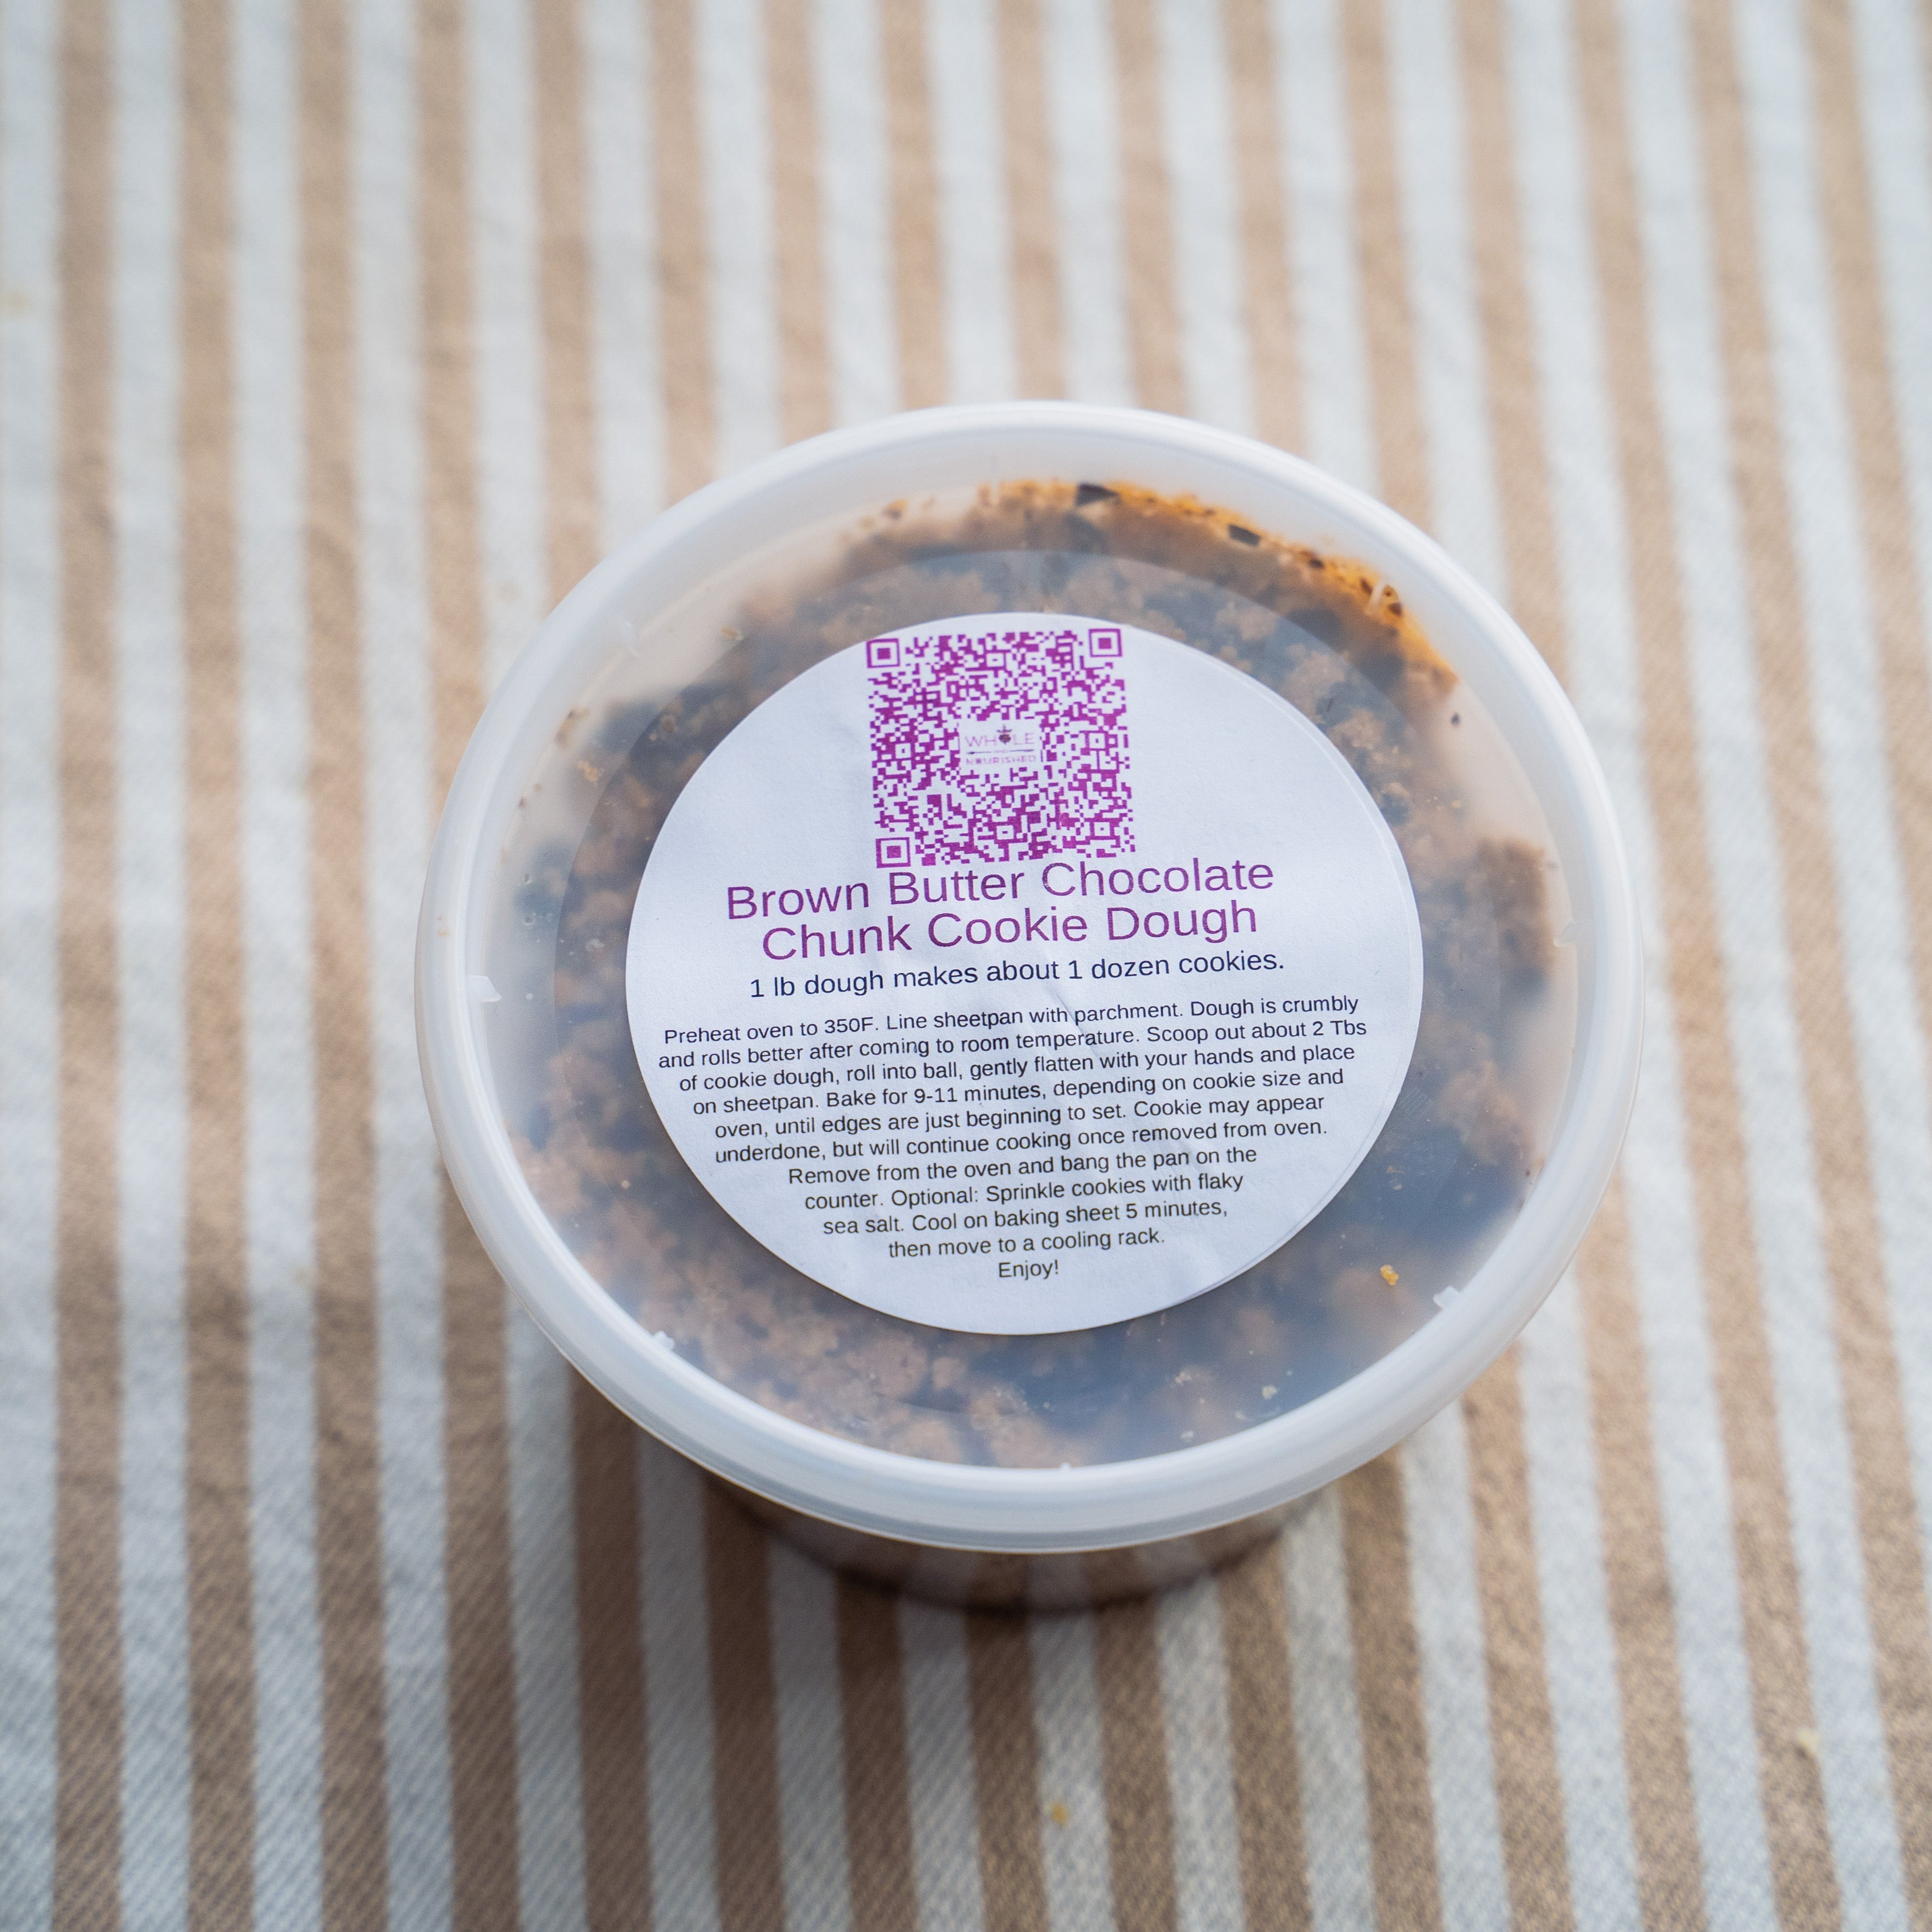 WHOLE
NOURISHED
Brown Butter Chocolate
Chunk Cookie Dough
1 lb dough makes about 1 dozen cookies.
Preheat oven to 350F. Line sheetpan with parchment. Dough is crumbly
and rolls better after coming to room temperature. Scoop out about 2 Tbs
of cookie dough, roll into ball, gently flatten with your hands and place
on sheetpan. Bake for 9-11 minutes, depending on cookie size and
oven, until edges are just beginning to set. Cookie may appear
underdone, but will continue cooking once removed from oven.
Remove from the oven and bang the pan on the
counter. Optional: Sprinkle cookies with flaky
sea salt. Cool on baking sheet 5 minutes,
then move to a cooling rack.
Enjoy!